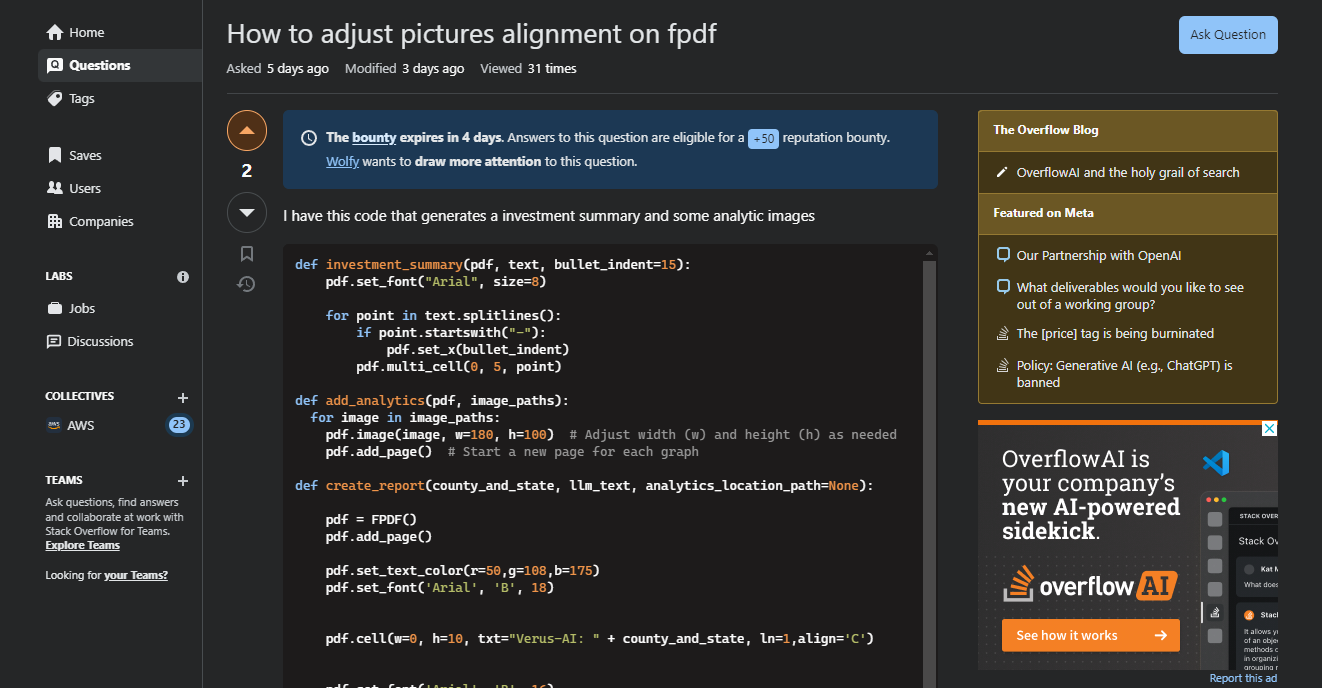 Home
Questions
Tags
Saves
Users
Companies
LABS
Jobs
Discussions
COLLECTIVES
AWS
23
TEAMS
Ask questions, find answers
and collaborate at work with
Stack Overflow for Teams.
Explore Teams
Looking for your Teams?
How to adjust pictures alignment on fpdf
Ask Question
Asked 5 days ago Modified 3 days ago Viewed 31 times
2
The bounty expires in 4 days. Answers to this question are eligible for a +50 reputation bounty.
Wolfy wants to draw more attention to this question.
I have this code that generates a investment summary and some analytic images
def investment_summary(pdf, text, bullet_indent=15):
    pdf.set_font("Arial", size=8)
    for point in text.splitlines():
        if point.startswith("-"):
            pdf.set_x(bullet_indent)
        pdf.multi_cell(0, 5, point)
def add_analytics(pdf, image_paths):
  for image in image_paths:
    pdf.image(image, w=180, h=100)  # Adjust width (w) and height (h) as needed
    pdf.add_page()  # Start a new page for each graph
def create_report(county_and_state, llm_text, analytics_location_path=None):
    pdf = FPDF()
    pdf.add_page()
    pdf.set_text_color(r=50,g=108,b=175)
    pdf.set_font('Arial', 'B', 18)
    pdf.cell(w=0, h=10, txt="Verus-AI: " + county_and_state, ln=1,align='C')
    pdf.set_font('Arial', 'B', 16)
The Overflow Blog
OverflowAI and the holy grail of search
Featured on Meta
Our Partnership with OpenAI
What deliverables would you like to see
out of a working group?
The [price] tag is being burninated
Policy: Generative AI (e.g., ChatGPT) is
banned
OverflowAI is
your company's
new AI-powered
sidekick.
overflow AI
See how it works
STACK OVER
Stack Ov
Kat M
What does
Stac
It allows y
of an obje
methods o
in organizi
grouping r
Report this ad